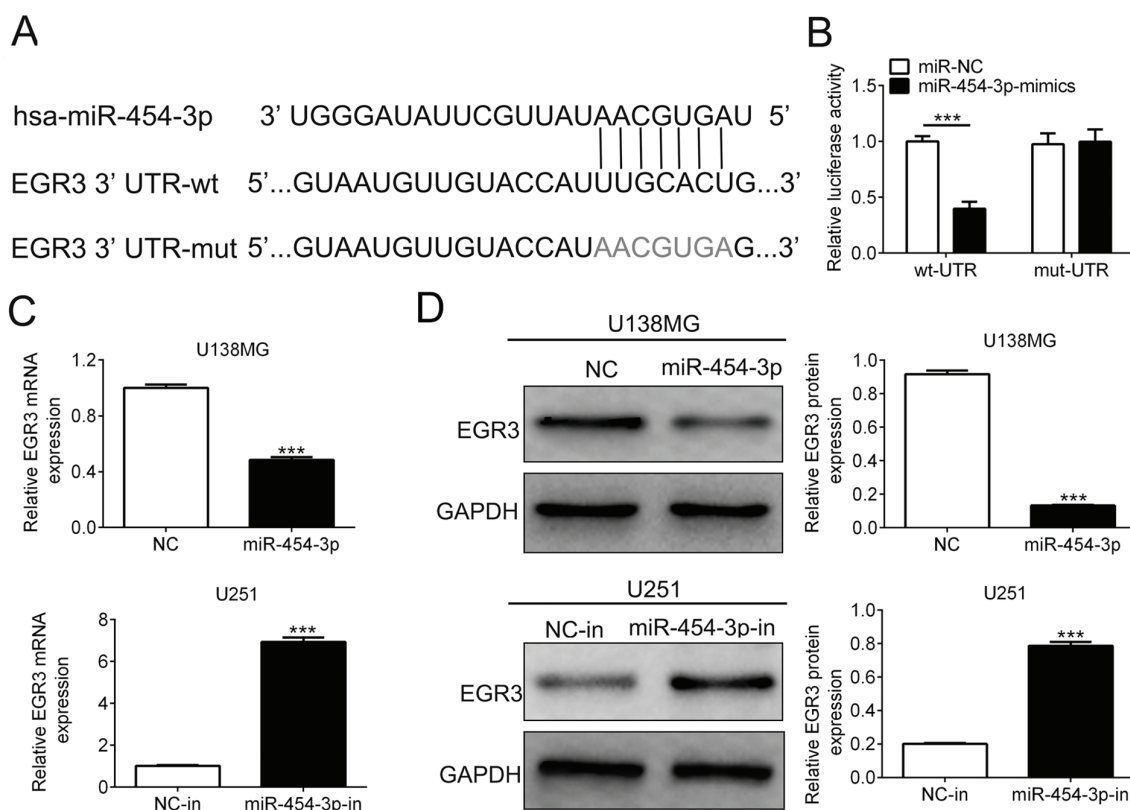 A
hsa-miR-454-3p 3' UGGGAUAUUCGUUAUAACGUGAU 5'
EGR3 3' UTR-wt 5'...GUAAUGUUGUACCAUUUGCACUG...3'
EGR3 3' UTR-mut 5'...GUAAUGUUGUACCAUAACGUGAG...3'
B
miR-NC
miR-454-3p-mimics
Relative luciferase activity
1.5
1.0
0.5
0.0
***
wt-UTR mut-UTR
C
U138MG
Relative EGR3 mRNA
expression
1.2
0.8
0.4
0.0
***
NC miR-454-3p
U251
Relative EGR3 mRNA
expression
8
6
4
2
0
***
NC-in miR-454-3p-in
D
U138MG
NC miR-454-3p
EGR3
GAPDH
U138MG
Relative EGR3 protein
expression
1.0
0.8
0.6
0.4
0.2
0.0
***
NC miR-454-3p
U251
NC-in miR-454-3p-in
EGR3
GAPDH
U251
Relative EGR3 protein
expression
1.0
0.8
0.6
0.4
0.2
0.0
***
NC-in miR-454-3p-in